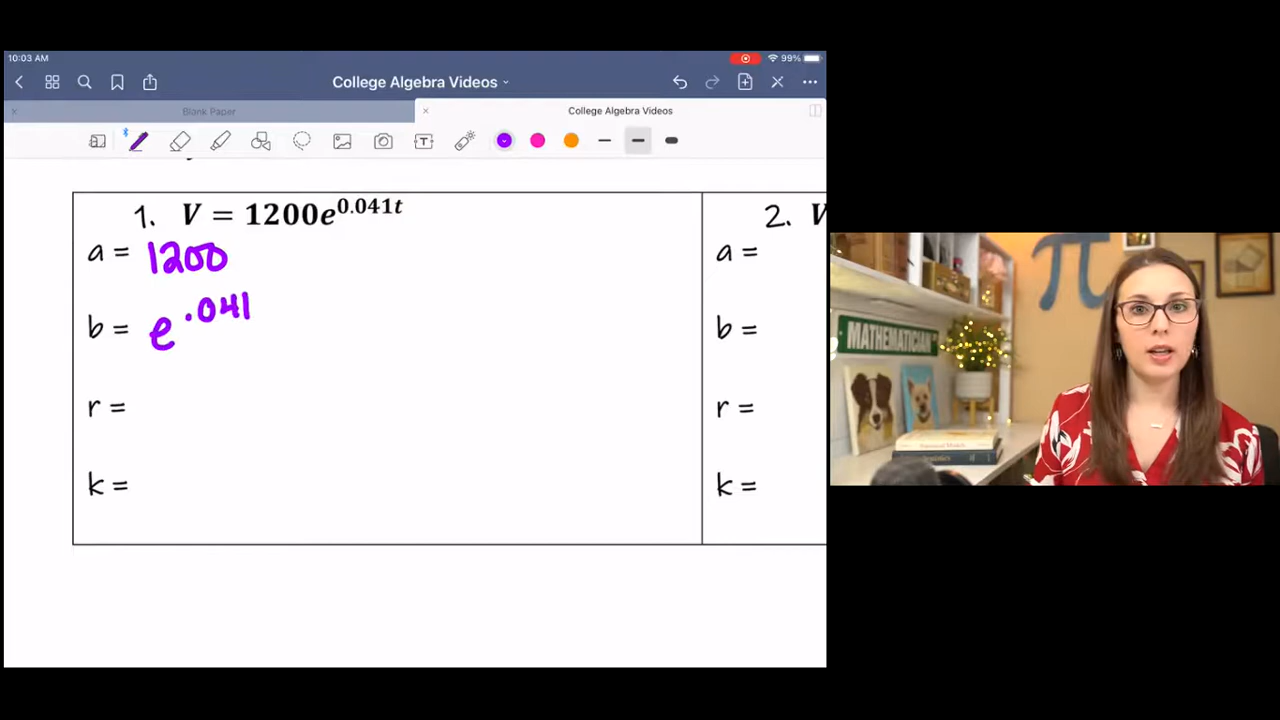 10:03 AM
99%
College Algebra Videos
Blank Paper
College Algebra Videos
1. V = 1200e^{0.041t}
2. V
a = 1200
a =
b = e^{.041}
b =
r =
r =
k =
k =
MATHEMATICIAN
π